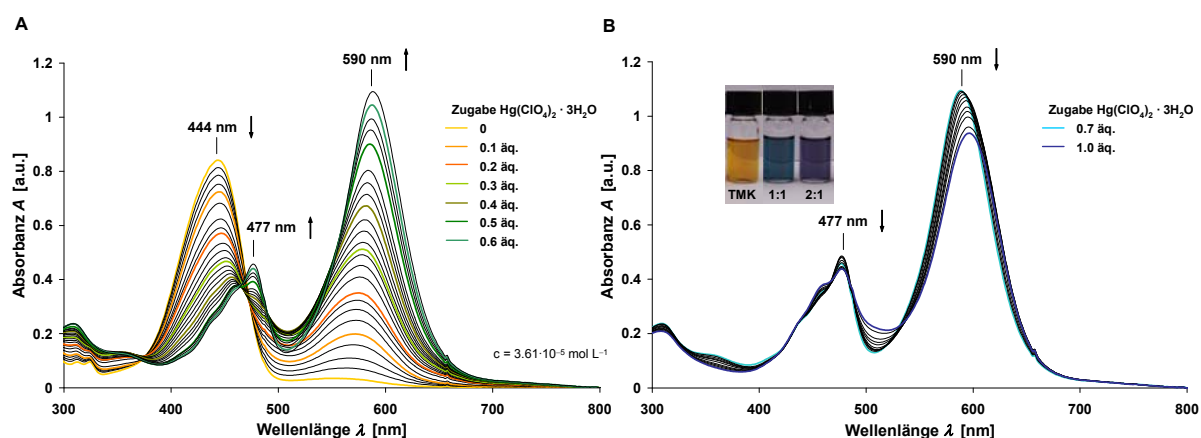 A
590 nm
1.2
1
0.8
0.6
0.4
0.2
0
Absorbanz A [a.u.]
444 nm
477 nm
Zugabe Hg(ClO4)2 · 3H2O
0
0.1 äq.
0.2 äq.
0.3 äq.
0.4 äq.
0.5 äq.
0.6 äq.
c = 3.61·10–5 mol L–1
300 400 500 600 700 800
Wellenlänge λ [nm]
B
590 nm
1.2
1
0.8
0.6
0.4
0.2
0
Absorbanz A [a.u.]
TMK 1:1 2:1
477 nm
Zugabe Hg(ClO4)2 · 3H2O
0.7 äq.
1.0 äq.
300 400 500 600 700 800
Wellenlänge λ [nm]